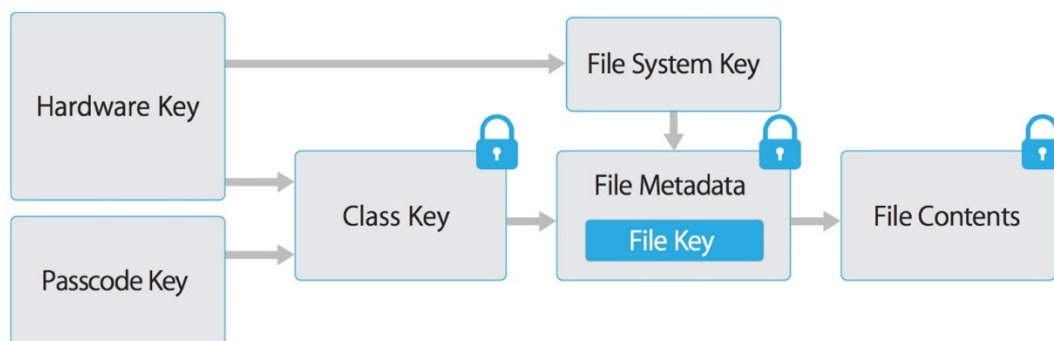 Hardware Key
File System Key
Class Key
File Metadata
File Key
File Contents
Passcode Key